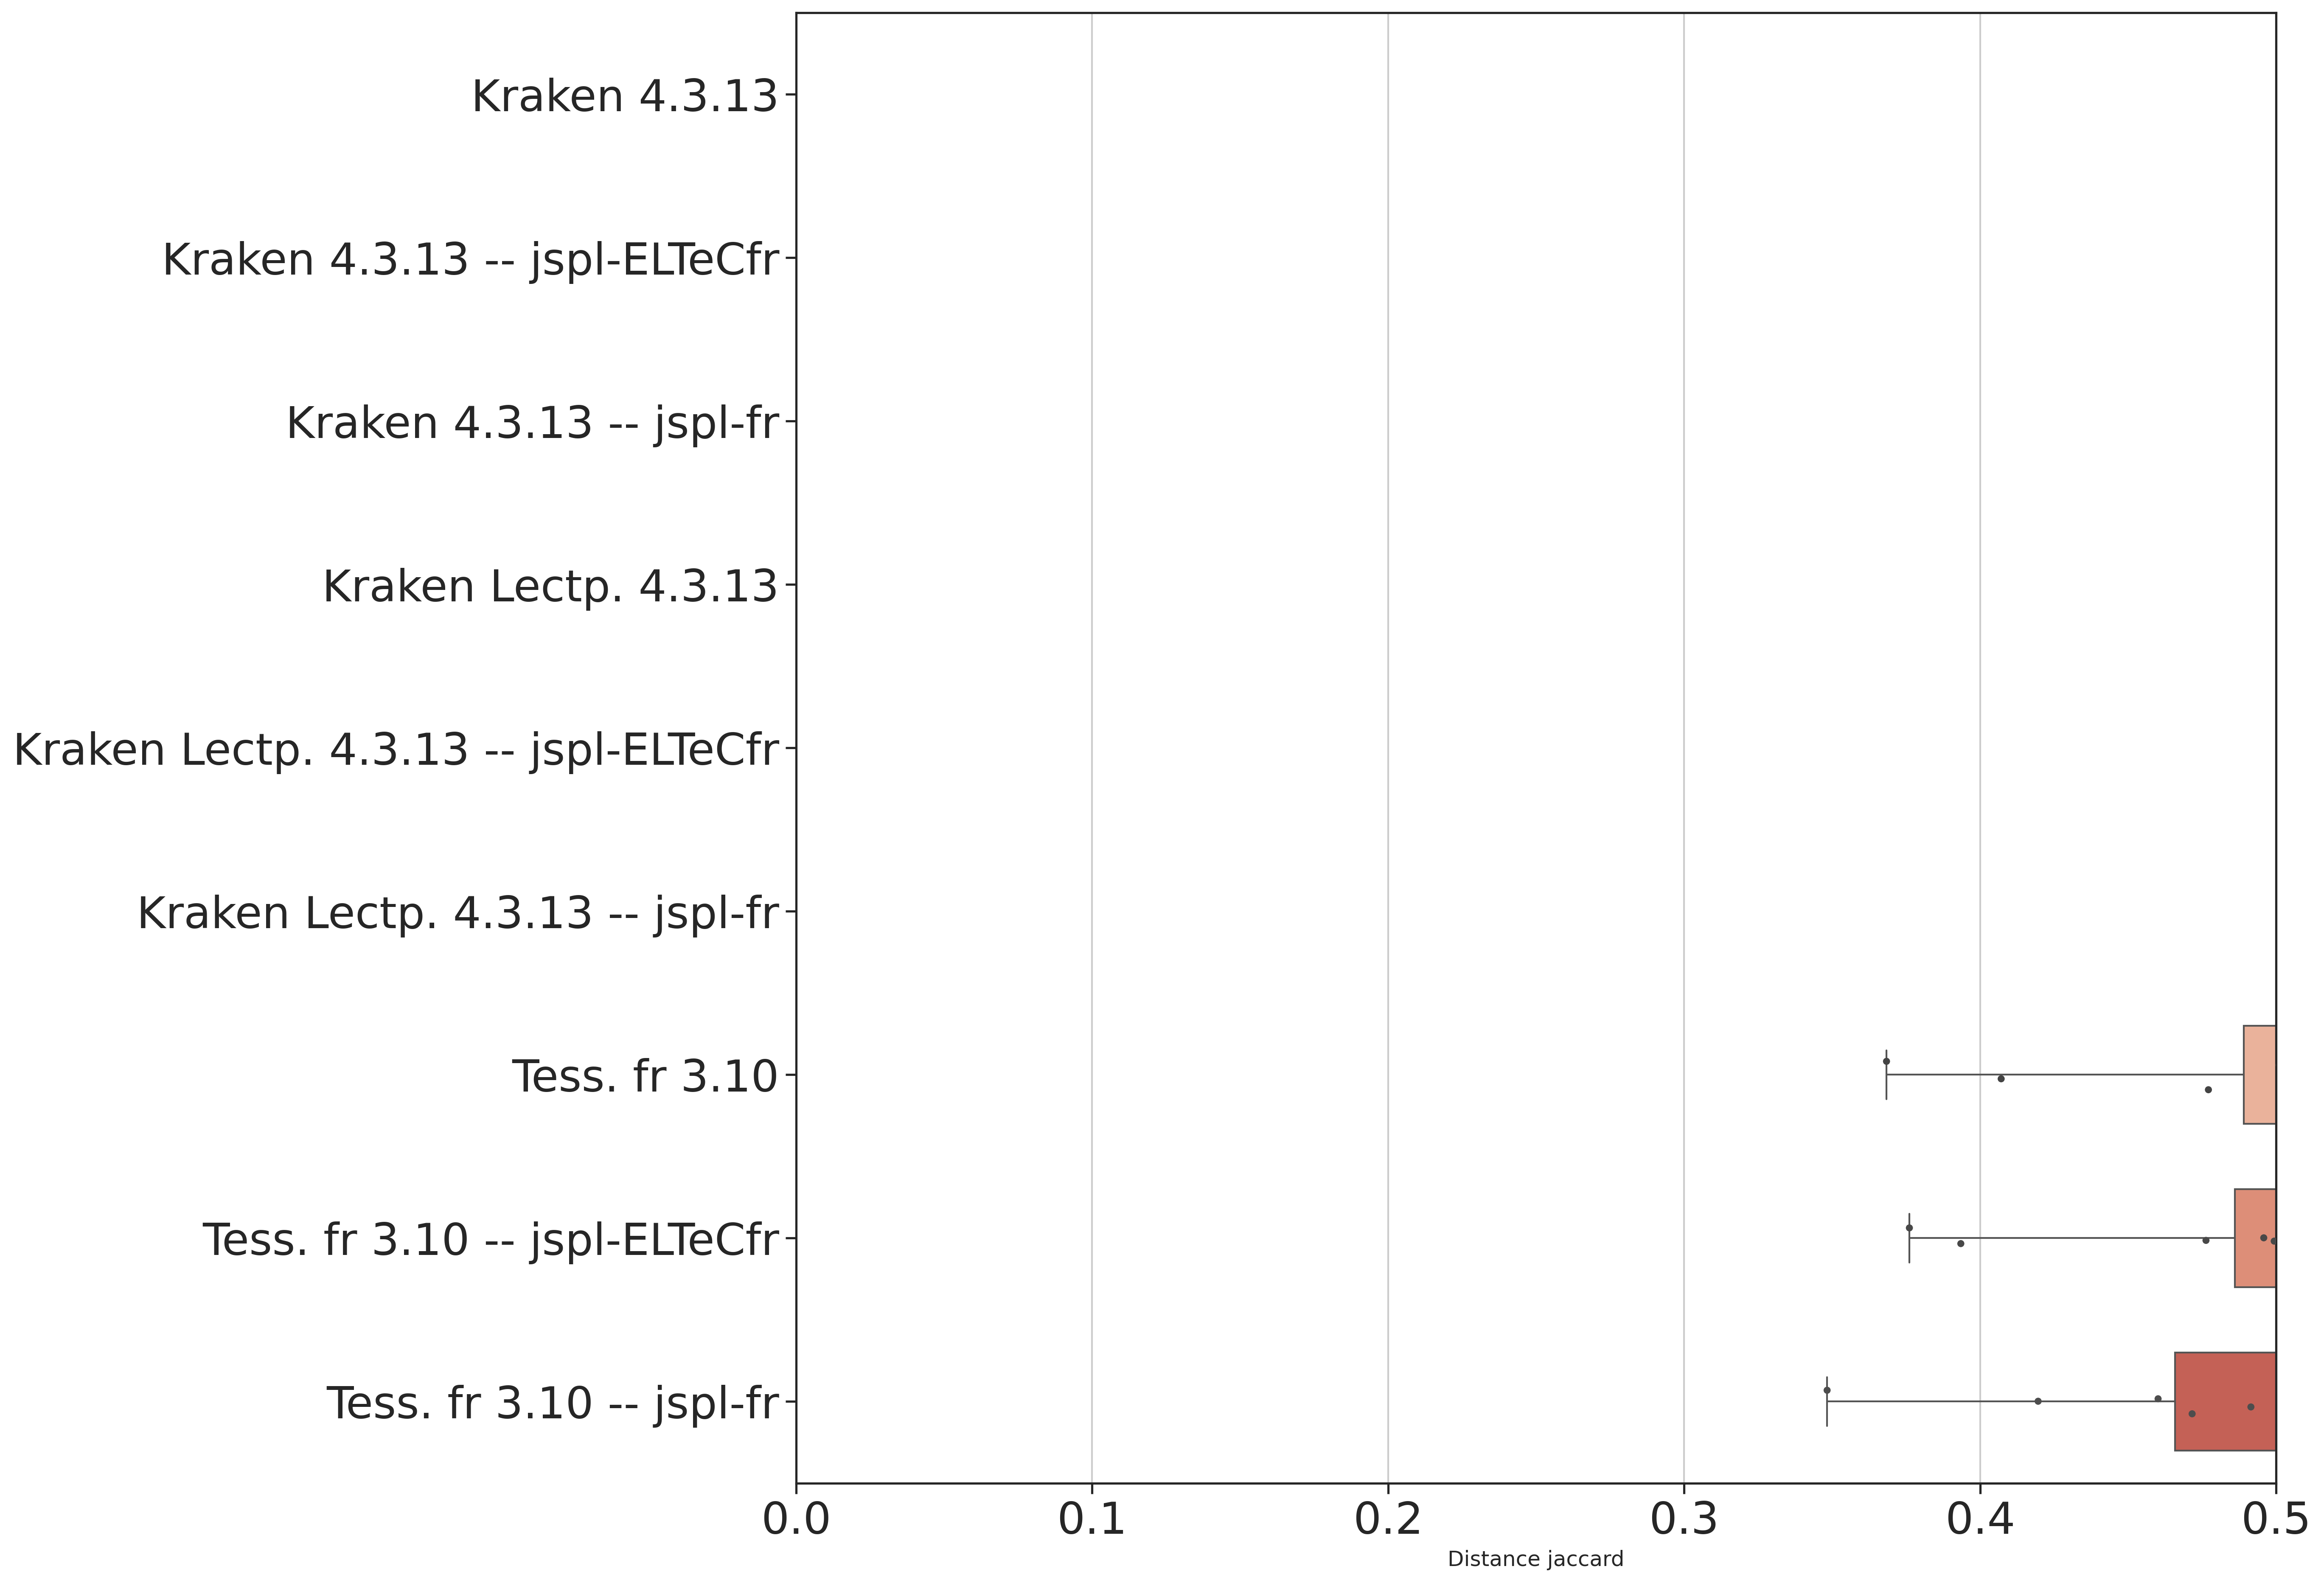 Kraken 4.3.13
Kraken 4.3.13 -- jspl-ELTeCfr
Kraken 4.3.13 -- jspl-fr
Kraken Lectp. 4.3.13
Kraken Lectp. 4.3.13 -- jspl-ELTeCfr
Kraken Lectp. 4.3.13 -- jspl-fr
Tess. fr 3.10
Tess. fr 3.10 -- jspl-ELTeCfr
Tess. fr 3.10 -- jspl-fr
0.0 0.1 0.2 0.3 0.4 0.5
Distance jaccard